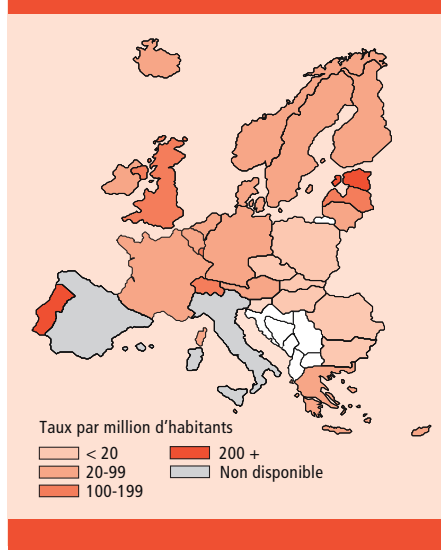 Taux par million d'habitants
< 20
20-99
100-199
200 +
Non disponible